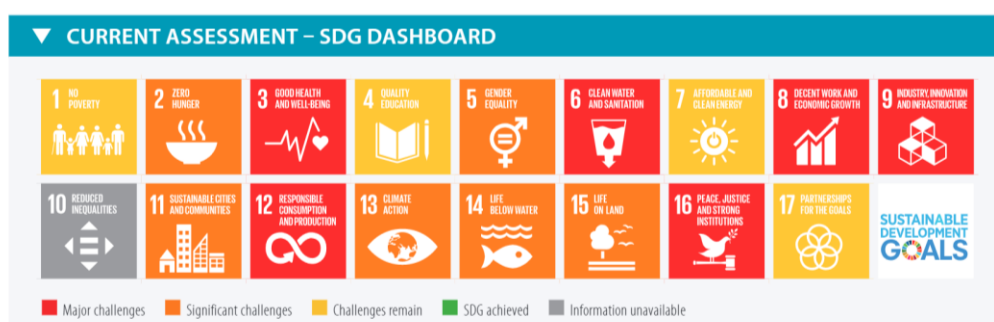 CURRENT ASSESSMENT – SDG DASHBOARD
1 NO
POVERTY
2 ZERO
HUNGER
3 GOOD HEALTH
AND WELL-BEING
4 QUALITY
EDUCATION
5 GENDER
EQUALITY
6 CLEAN WATER
AND SANITATION
7 AFFORDABLE AND
CLEAN ENERGY
8 DECENT WORK AND
ECONOMIC GROWTH
9 INDUSTRY, INNOVATION
AND INFRASTRUCTURE
10 REDUCED
INEQUALITIES
11 SUSTAINABLE CITIES
AND COMMUNITIES
12 RESPONSIBLE
CONSUMPTION
AND PRODUCTION
13 CLIMATE
ACTION
14 LIFE
BELOW WATER
15 LIFE
ON LAND
16 PEACE, JUSTICE
AND STRONG
INSTITUTIONS
17 PARTNERSHIPS
FOR THE GOALS
SUSTAINABLE
DEVELOPMENT
GOALS
Major challenges
Significant challenges
Challenges remain
SDG achieved
Information unavailable